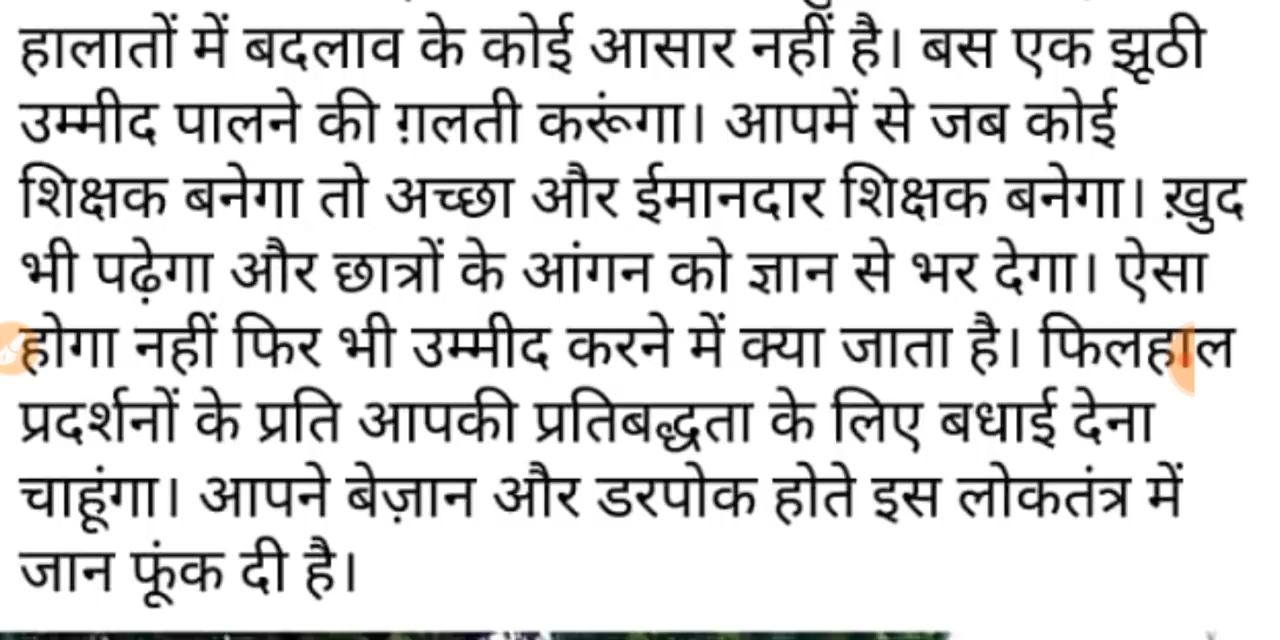 हालातों में बदलाव के कोई आसार नहीं है। बस एक झूठी
उम्मीद पालने की ग़लती करूंगा। आपमें से जब कोई
शिक्षक बनेगा तो अच्छा और ईमानदार शिक्षक बनेगा। ख़ुद
भी पढ़ेगा और छात्रों के आंगन को ज्ञान से भर देगा। ऐसा
होगा नहीं फिर भी उम्मीद करने में क्या जाता है। फिलहाल
प्रदर्शनों के प्रति आपकी प्रतिबद्धता के लिए बधाई देना
चाहूंगा। आपने बेज़ान और डरपोक होते इस लोकतंत्र में
जान फूंक दी है।